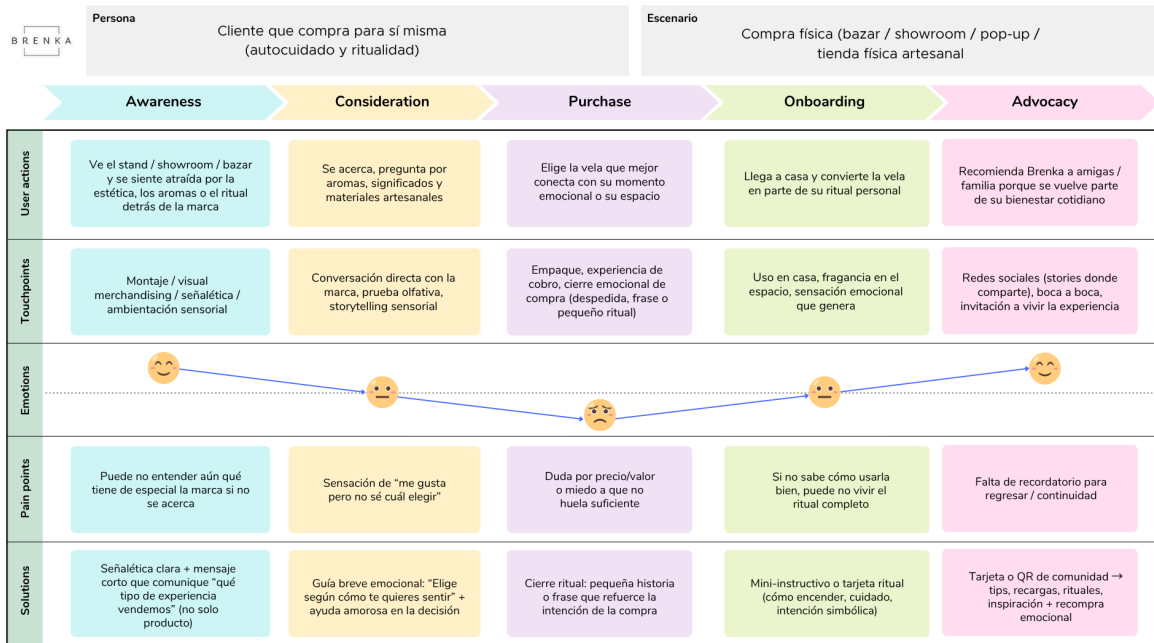 BRENKA
Persona
Cliente que compra para sí misma
(autocuidado y ritualidad)
Escenario
Compra física (bazar / showroom / pop-up /
tienda física artesanal
Awareness
Consideration
Purchase
Onboarding
Advocacy
User actions
Ve el stand / showroom / bazar
y se siente atraída por la
estética, los aromas o el ritual
detrás de la marca
Se acerca, pregunta por
aromas, significados y
materiales artesanales
Elige la vela que mejor
conecta con su momento
emocional o su espacio
Llega a casa y convierte la vela
en parte de su ritual personal
Recomienda Brenka a amigas /
familia porque se vuelve parte
de su bienestar cotidiano
Touchpoints
Montaje / visual
merchandising / señalética /
ambientación sensorial
Conversación directa con la
marca, prueba olfativa,
storytelling sensorial
Empaque, experiencia de
cobro, cierre emocional de
compra (despedida, frase o
pequeño ritual)
Uso en casa, fragancia en el
espacio, sensación emocional
que genera
Redes sociales (stories donde
comparte), boca a boca,
invitación a vivir la experiencia
Emotions
Pain points
Puede no entender aún qué
tiene de especial la marca si no
se acerca
Sensación de “me gusta
pero no sé cuál elegir”
Duda por precio/valor
o miedo a que no
huela suficiente
Si no sabe cómo usarla
bien, puede no vivir el
ritual completo
Falta de recordatorio para
regresar / continuidad
Solutions
Señalética clara + mensaje
corto que comunique “qué
tipo de experiencia
vendemos” (no solo
producto)
Guía breve emocional: “Elige
según cómo te quieres sentir” +
ayuda amorosa en la decisión
Cierre ritual: pequeña historia
o frase que refuerce la
intención de la compra
Mini-instructivo o tarjeta ritual
(cómo encender, cuidado,
intención simbólica)
Tarjeta o QR de comunidad →
tips, recargas, rituales,
inspiración + recompra
emocional